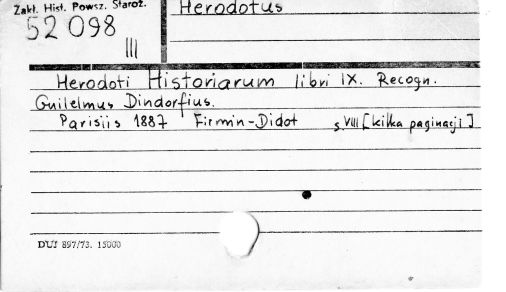 Zakł. Hist. Powsz. Staroż.
Herodotus
52 098
III
Herodoti Historiarum libri IX. Recogn.
Guilelmus Dindorfius.
Parisiis 1887 Firmin-Didot s. VIII [kilka paginacji]
DUJ 897/73. 15000